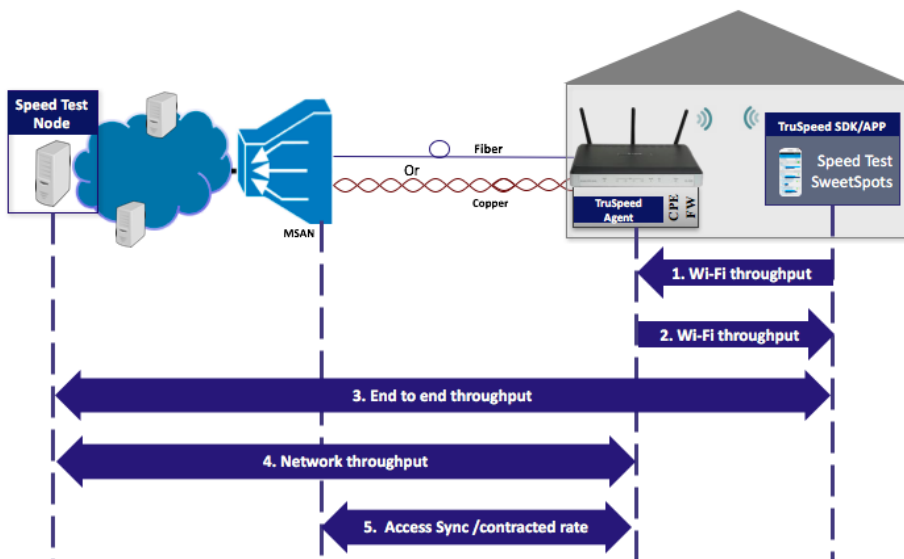 Speed Test
Node
Fiber
Or
Copper
MSAN
TruSpeed
Agent
CPE
FW
TruSpeed SDK/APP
Speed Test
SweetSpots
1. Wi-Fi throughput
2. Wi-Fi throughput
3. End to end throughput
4. Network throughput
5. Access Sync /contracted rate